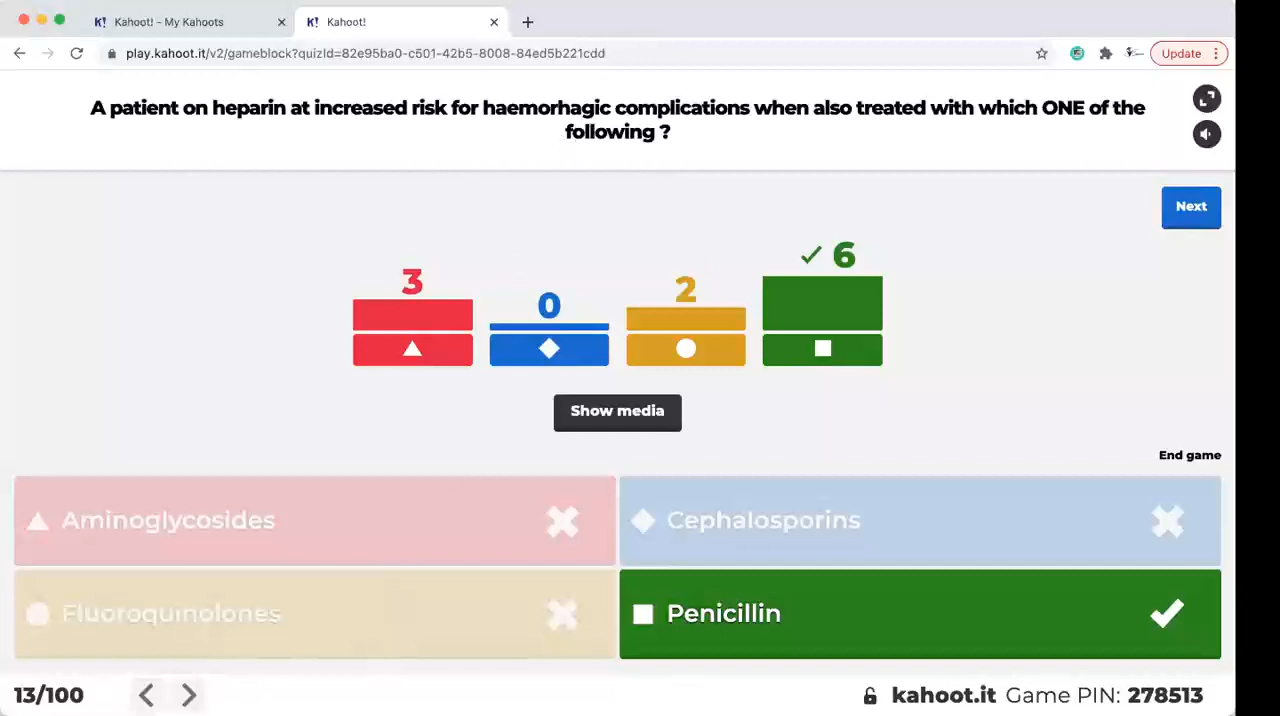 K! Kahoot! - My Kahoots
K! Kahoot!
play.kahoot.it/v2/gameblock?quizId=82e95ba0-c501-42b5-8008-84ed5b221cdd
Update
A patient on heparin at increased risk for haemorhagic complications when also treated with which ONE of the
following ?
Next
3
0
2
6
Show media
End game
Aminoglycosides
Cephalosporins
Fluoroquinolones
Penicillin
13/100
kahoot.it Game PIN: 278513